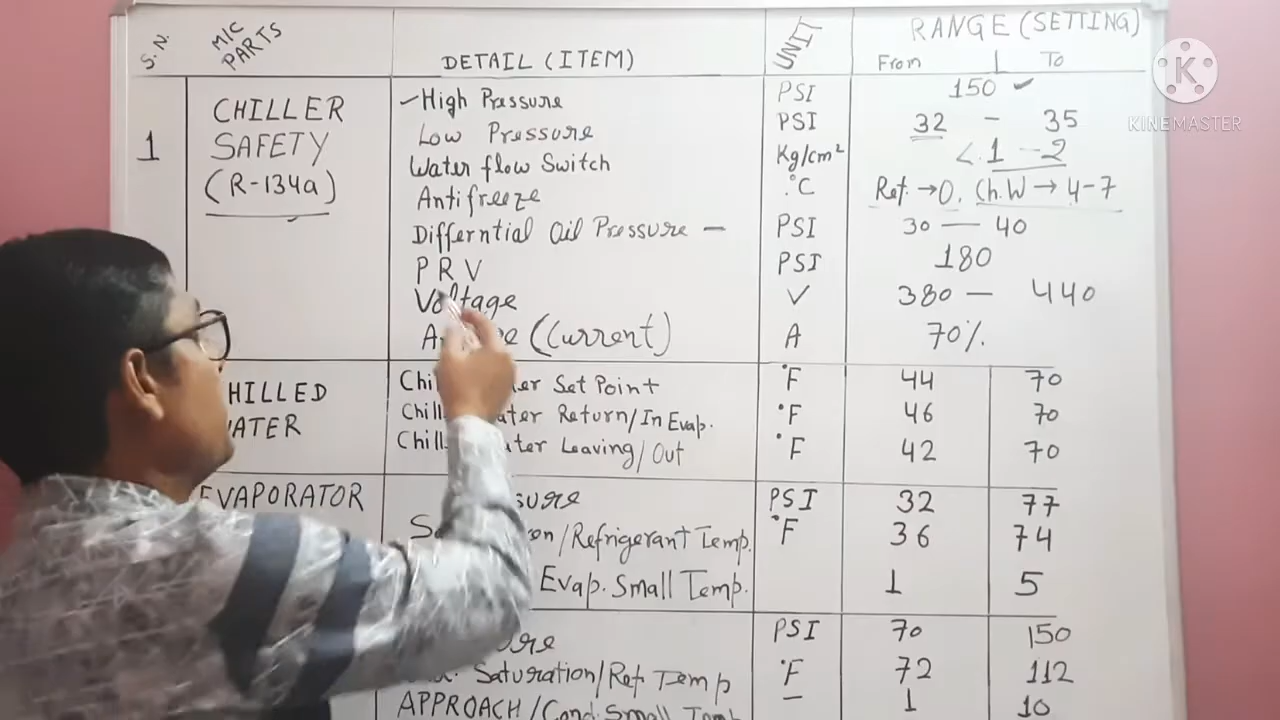 S.N. M/C PARTS DETAIL (ITEM) UNIT RANGE (SETTING)
From To
1 CHILLER SAFETY (R-134a)
High Pressure PSI 150
Low Pressure PSI 32 - 35
Water flow Switch Kg/cm² <.1 - 2
Antifreeze °C Ref. →0, Ch.W → 4-7
Differntial Oil Pressure - PSI 30 — 40
PRV PSI 180
Voltage V 380 — 440
(Current) A 70%.
HILLED WATER
Set Point °F 44 70
Return/In Evap. °F 46 70
Leaving/Out °F 42 70
EVAPORATOR
PSI 32 77
/Refrigerant Temp. °F 36 74
Evap. Small Temp. 1 5
PSI 70 150
Saturation/Ref. Temp °F 72 112
APPROACH/Cond. Small Temp - 1 10
K
KINEMASTER